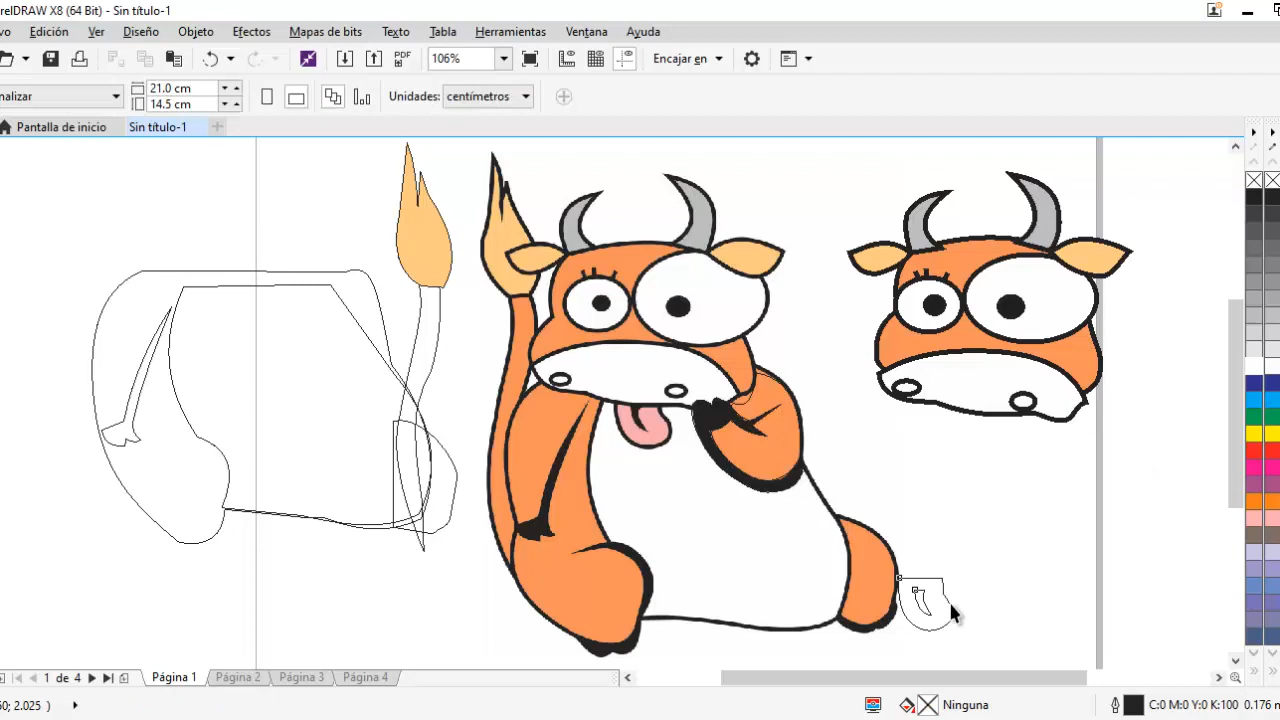 relDRAW X8 (64 Bit) - Sin título-1
vo Edición Ver Diseño Objeto Efectos Mapas de bits Texto Tabla Herramientas Ventana Ayuda
PDF 106% Encajar en
nalizar 21.0 cm 14.5 cm Unidades: centímetros
Pantalla de inicio Sin título-1
1 de 4 Página 1 Página 2 Página 3 Página 4
60; 2.025 ) Ninguna C:0 M:0 Y:0 K:100 0.176 m